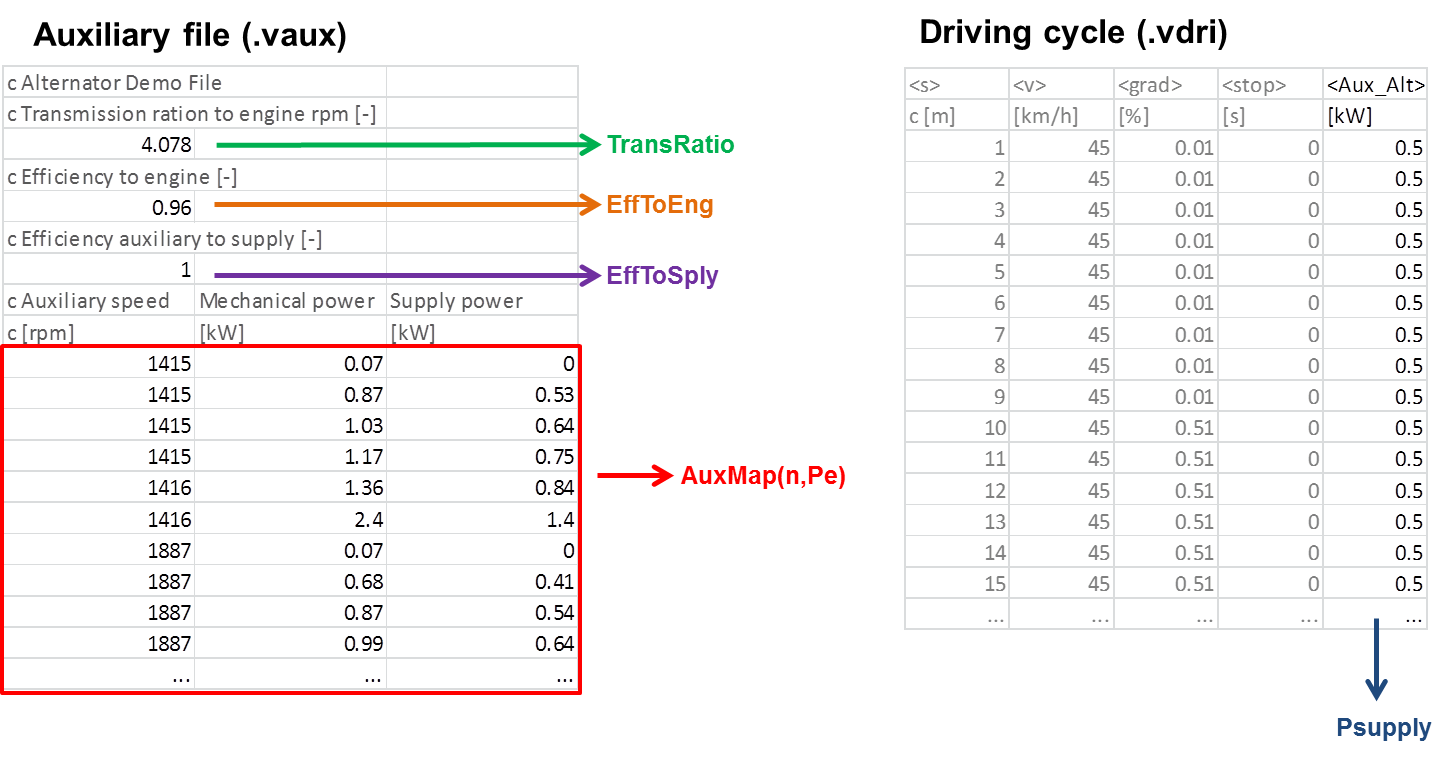 Auxiliary file (.vaux)
c Alternator Demo File
c Transmission ration to engine rpm [-]
4.078
TransRatio
c Efficiency to engine [-]
0.96
EffToEng
c Efficiency auxiliary to supply [-]
1
EffToSply
c Auxiliary speed Mechanical power Supply power
c [rpm] [kW] [kW]
1415 0.07 0
1415 0.87 0.53
1415 1.03 0.64
1415 1.17 0.75
1416 1.36 0.84
1416 2.4 1.4
1887 0.07 0
1887 0.68 0.41
1887 0.87 0.54
1887 0.99 0.64
... ... ...
AuxMap(n,Pe)
Driving cycle (.vdri)
<s> <v> <grad> <stop> <Aux_Alt>
c [m] [km/h] [%] [s] [kW]
1 45 0.01 0 0.5
2 45 0.01 0 0.5
3 45 0.01 0 0.5
4 45 0.01 0 0.5
5 45 0.01 0 0.5
6 45 0.01 0 0.5
7 45 0.01 0 0.5
8 45 0.01 0 0.5
9 45 0.01 0 0.5
10 45 0.51 0 0.5
11 45 0.51 0 0.5
12 45 0.51 0 0.5
13 45 0.51 0 0.5
14 45 0.51 0 0.5
15 45 0.51 0 0.5
... ... ... ... ...
Psupply